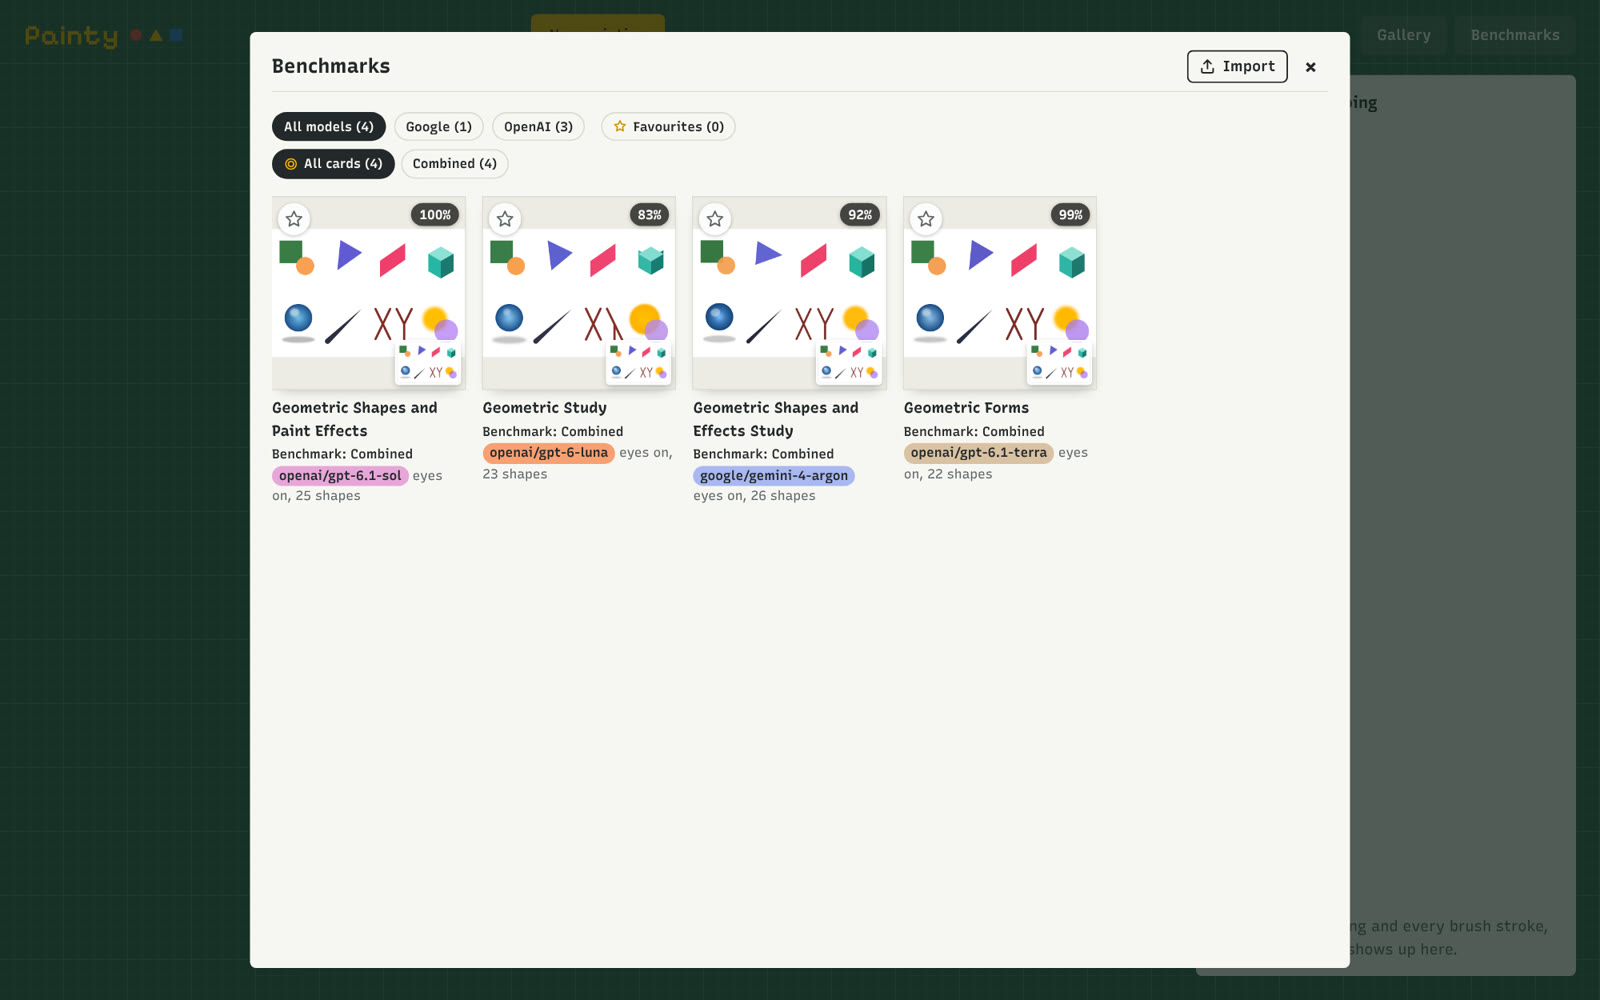 Painty
Gallery
Benchmarks
Benchmarks
Import
All models (4)
Google (1)
OpenAI (3)
Favourites (0)
All cards (4)
Combined (4)
100%
XY
XY
Geometric Shapes and
Paint Effects
Benchmark: Combined
openai/gpt-6.1-sol eyes
on, 25 shapes
83%
XY
Geometric Study
Benchmark: Combined
openai/gpt-6-luna eyes on,
23 shapes
92%
XY
XY
Geometric Shapes and
Effects Study
Benchmark: Combined
google/gemini-4-argon
eyes on, 26 shapes
99%
XY
XY
Geometric Forms
Benchmark: Combined
openai/gpt-6.1-terra eyes
on, 22 shapes
and every brush stroke,
shows up here.